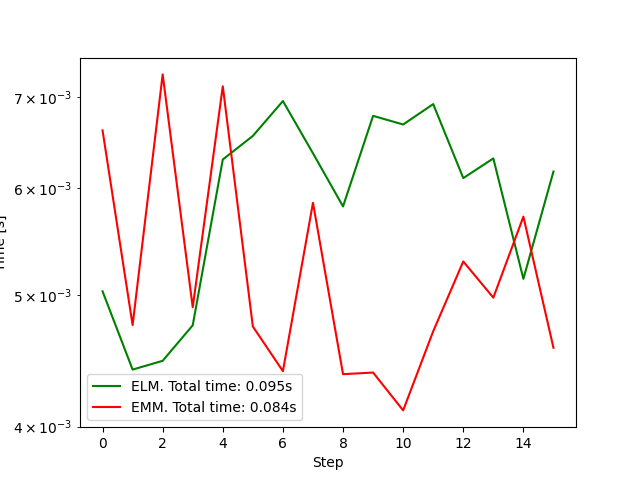 7 × 10⁻³
6 × 10⁻³
5 × 10⁻³
4 × 10⁻³
[s]
ELM. Total time: 0.095s
EMM. Total time: 0.084s
0 2 4 6 8 10 12 14
Step